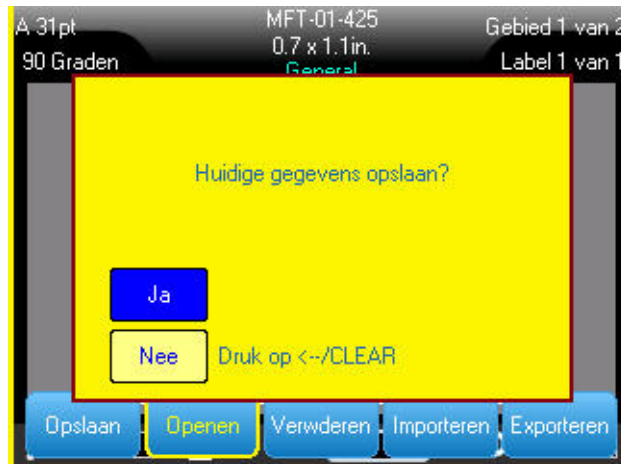 A 31pt
MFT-01-425
Gebied 1 van 2
0.7 x 1.1in.
90 Graden
General
Label 1 van 1
Huidige gegevens opslaan?
Ja
Nee
Druk op <--/CLEAR
Opslaan
Openen
Verwderen
Importeren
Exporteren